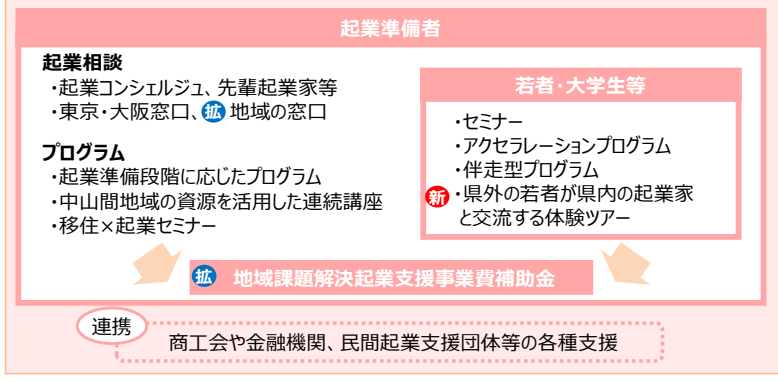 起業準備者
起業相談
・起業コンシェルジュ、先輩起業家等
・東京・大阪窓口、拡 地域の窓口
プログラム
・起業準備段階に応じたプログラム
・中山間地域の資源を活用した連続講座
・移住×起業セミナー
若者・大学生等
・セミナー
・アクセラレーションプログラム
・伴走型プログラム
新 ・県外の若者が県内の起業家
と交流する体験ツアー
拡 地域課題解決起業支援事業費補助金
連携
商工会や金融機関、民間起業支援団体等の各種支援